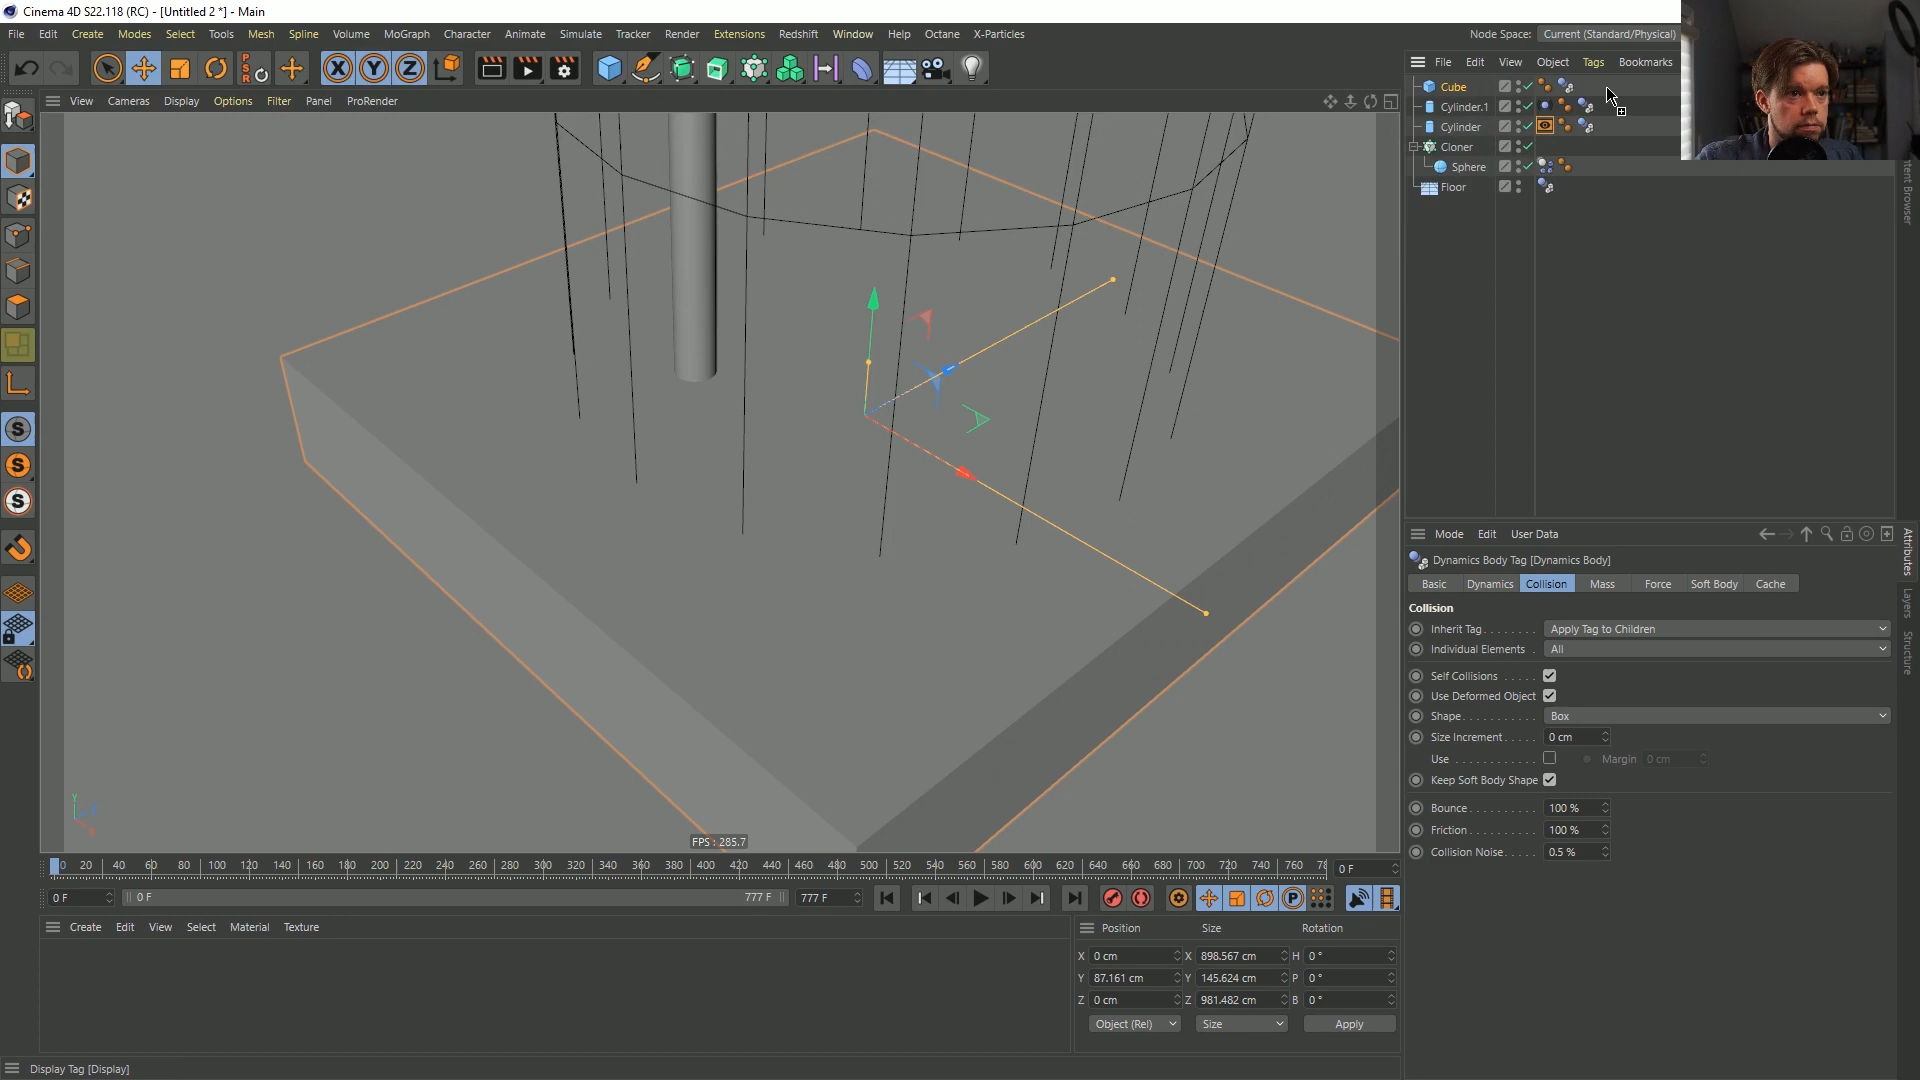 Cinema 4D S22.118 (RC) - [Untitled 2 *] - Main
File Edit Create Modes Select Tools Mesh Spline Volume MoGraph Character Animate Simulate Tracker Render Extensions Redshift Window Help Octane X-Particles
Node Space: Current (Standard/Physical)
P S R
X Y Z
File Edit View Object Tags Bookmarks
View Cameras Display Options Filter Panel ProRender
Cube
Cylinder.1
Cylinder
Cloner
Sphere
Floor
Content Browser
S
S
S
Mode Edit User Data
Attributes
Layers
Structure
Dynamics Body Tag [Dynamics Body]
Basic Dynamics Collision Mass Force Soft Body Cache
Collision
Inherit Tag Apply Tag to Children
Individual Elements All
Self Collisions
Use Deformed Object
Shape Box
Size Increment 0 cm
Use Margin 0 cm
Keep Soft Body Shape
Bounce 100 %
Friction 100 %
Collision Noise 0.5 %
Y
FPS : 285.7
0 20 40 60 80 100 120 140 160 180 200 220 240 260 280 300 320 340 360 380 400 420 440 460 480 500 520 540 560 580 600 620 640 660 680 700 720 740 760 78 0 F
0 F 0 F 777 F 777 F
P
Create Edit View Select Material Texture
Position Size Rotation
X 0 cm X 898.567 cm H 0 °
Y 87.161 cm Y 145.624 cm P 0 °
Z 0 cm Z 981.482 cm B 0 °
Object (Rel) Size Apply
Display Tag [Display]